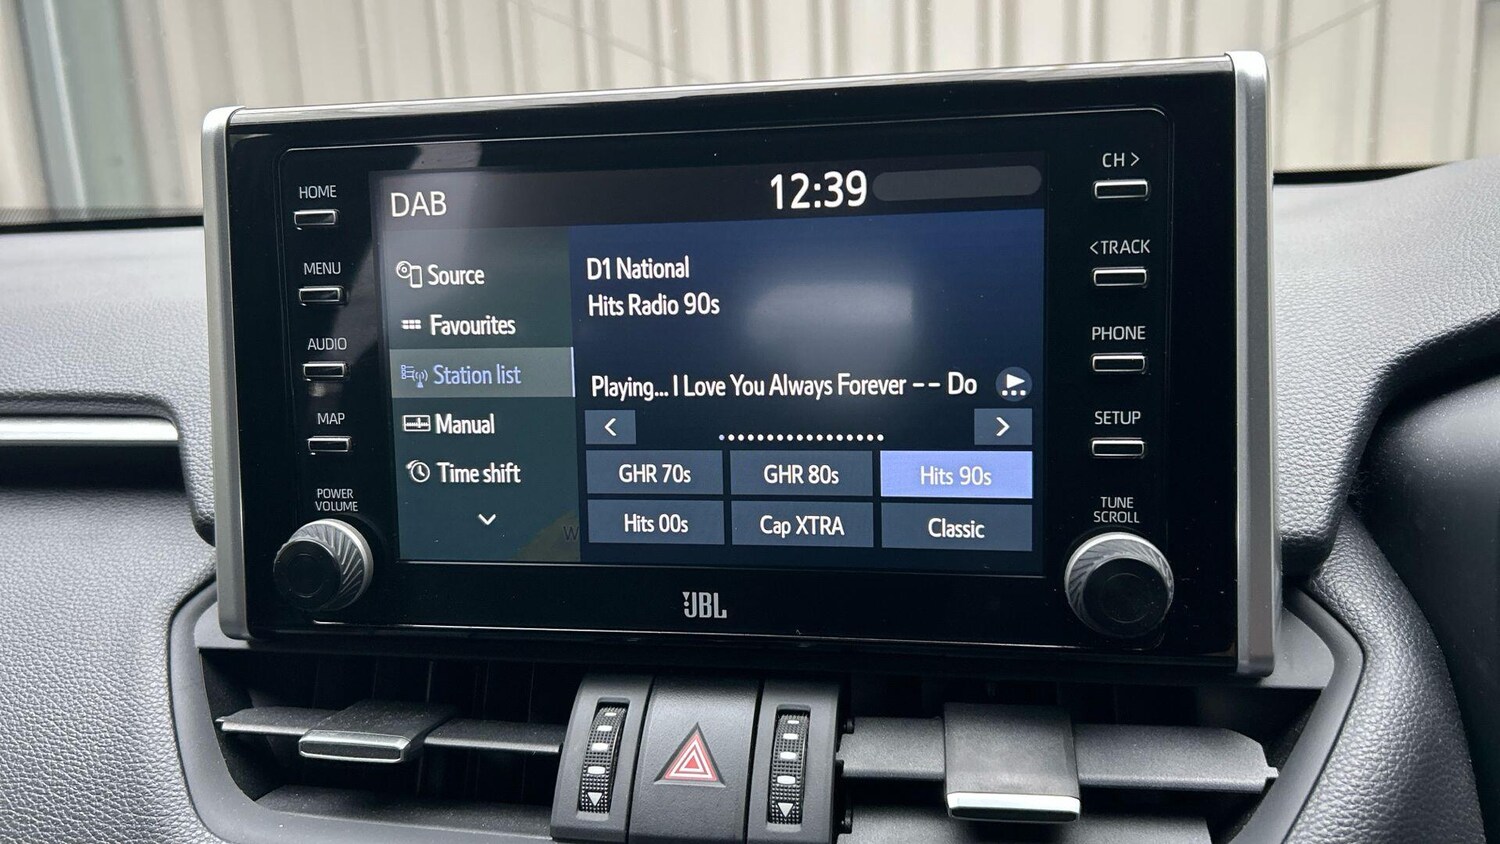 HOME
MENU
AUDIO
MAP
POWER
VOLUME
DAB
12:39
Source
Favourites
Station list
Manual
Time shift
D1 National
Hits Radio 90s
Playing... I Love You Always Forever -- Do
<
>
GHR 70s
GHR 80s
Hits 90s
Hits 00s
Cap XTRA
Classic
W
JBL
CH >
< TRACK
PHONE
SETUP
TUNE
SCROLL